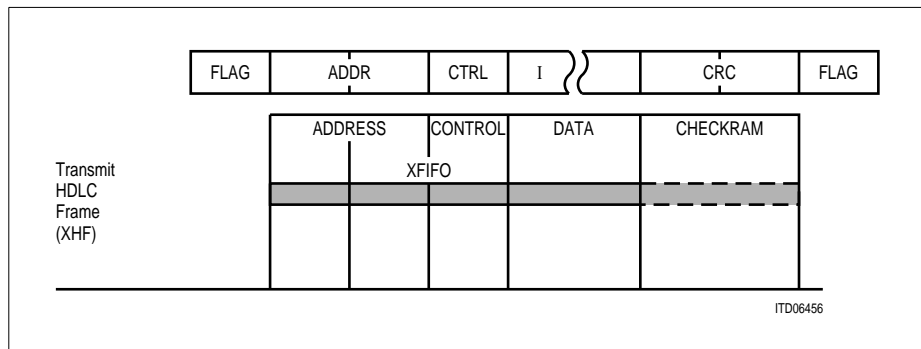 FLAG ADDR CTRL I CRC FLAG
ADDRESS CONTROL DATA CHECKRAM
XFIFO
Transmit
HDLC
Frame
(XHF)
ITD06456